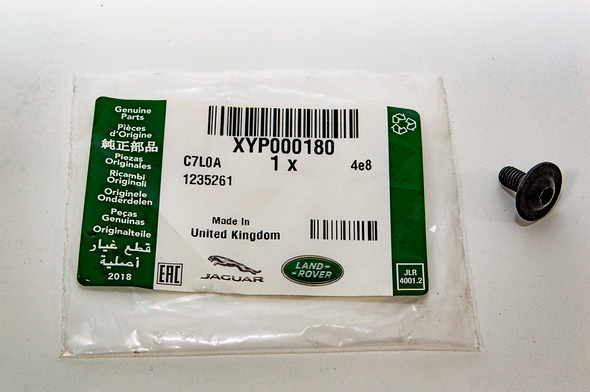 Genuine
Parts
Pièces
d'Origine
純正部品
Piezas
Originales
Ricambi
Originali
Originele
Onderdelen
Peças
Genuinas
Originalteile
قطع غيار
أصلية
2018
XYP000180
C7L0A
1 x
4e8
1235261
Made In
United Kingdom
EAC
JAGUAR
LAND-
-ROVER
JLR
4001.2